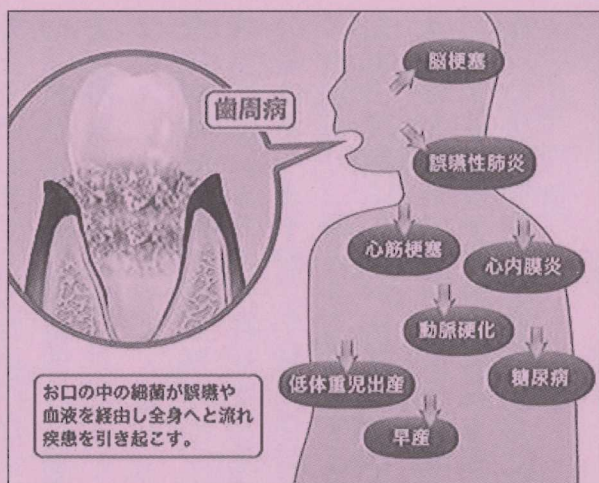 歯周病
脳梗塞
誤嚥性肺炎
心筋梗塞
心内膜炎
動脈硬化
低体重児出産
糖尿病
早産
お口の中の細菌が誤嚥や
血液を経由し全身へと流れ
疾患を引き起こす。